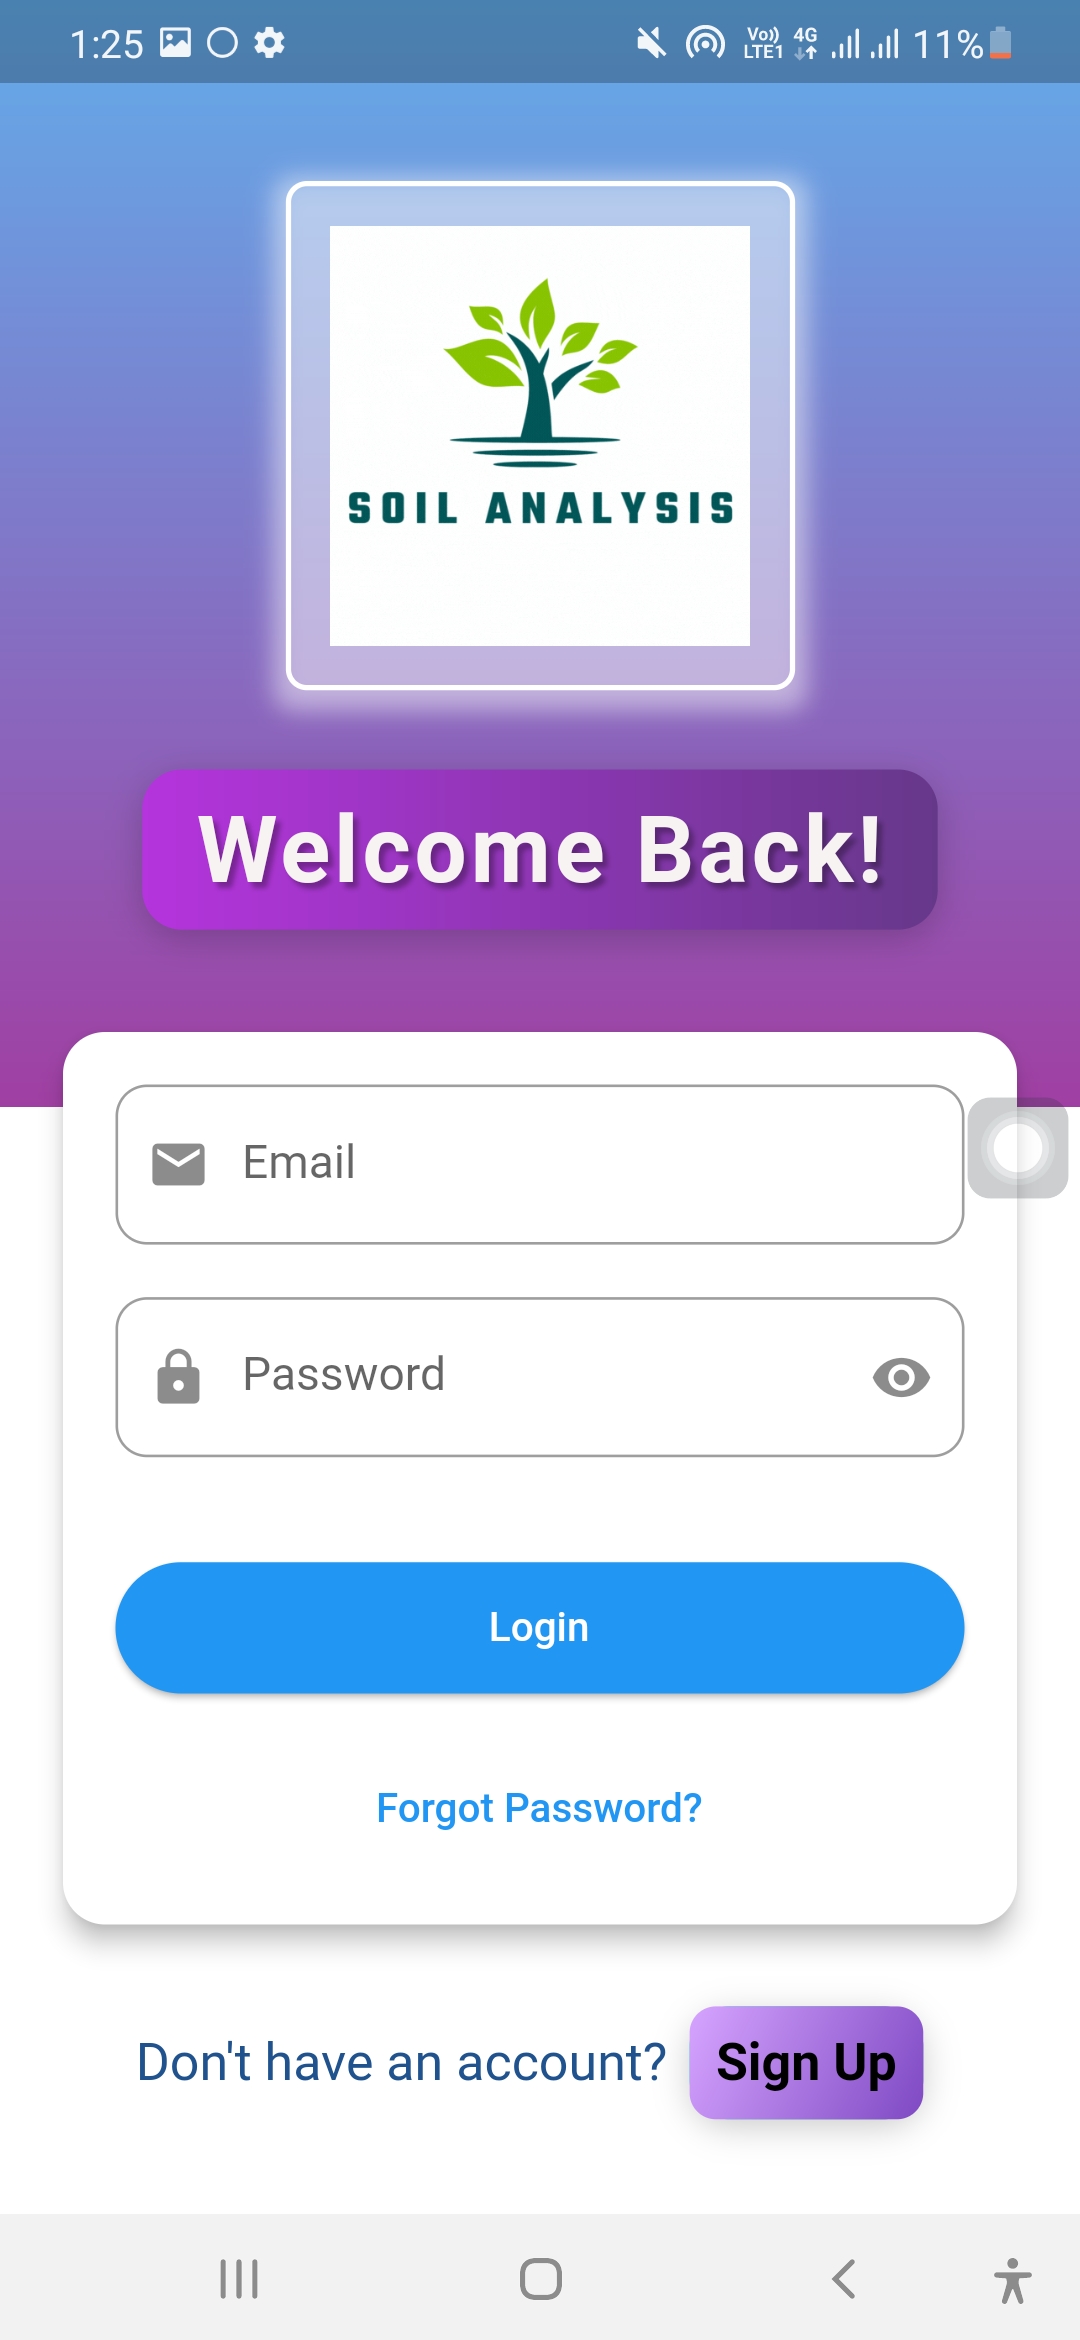 1:25 Vo)) LTE1 4G 11%
SOIL ANALYSIS
Welcome Back!
Email
Password
Login
Forgot Password?
Don't have an account? Sign Up